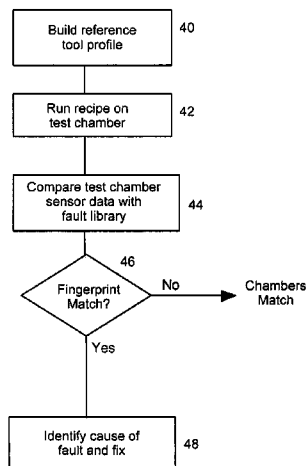 Build reference
tool profile
40
Run recipe on
test chamber
42
Compare test chamber
sensor data with
fault library
44
46
Fingerprint
Match?
No
Chambers
Match
Yes
Identify cause of
fault and fix
48